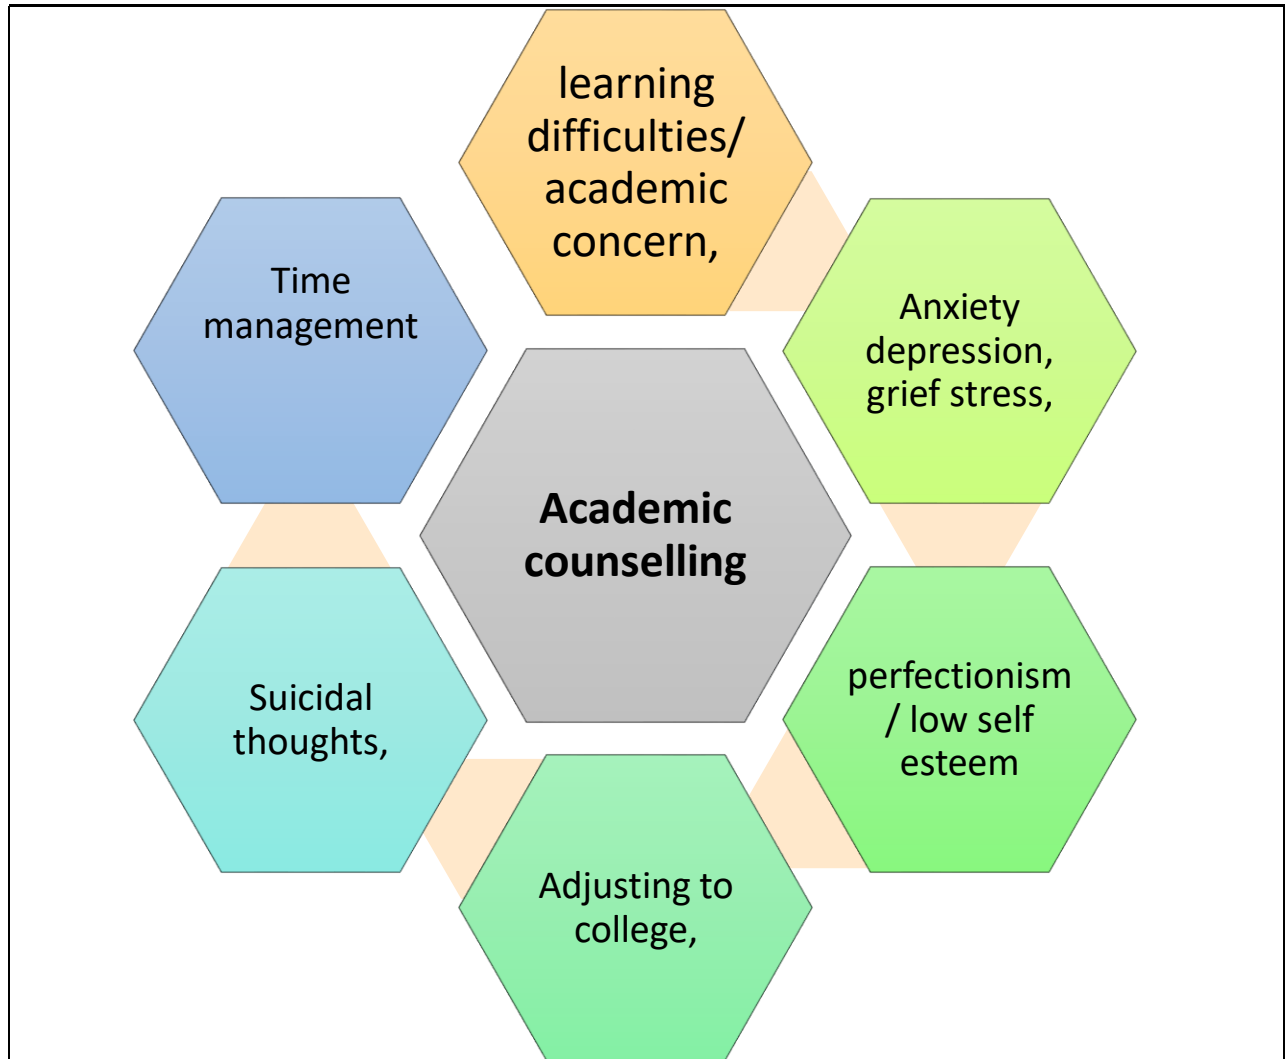 learning
difficulties/
academic
concern,
Anxiety
depression,
grief stress,
perfectionism
/ low self
esteem
Adjusting to
college,
Suicidal
thoughts,
Time
management
Academic
counselling